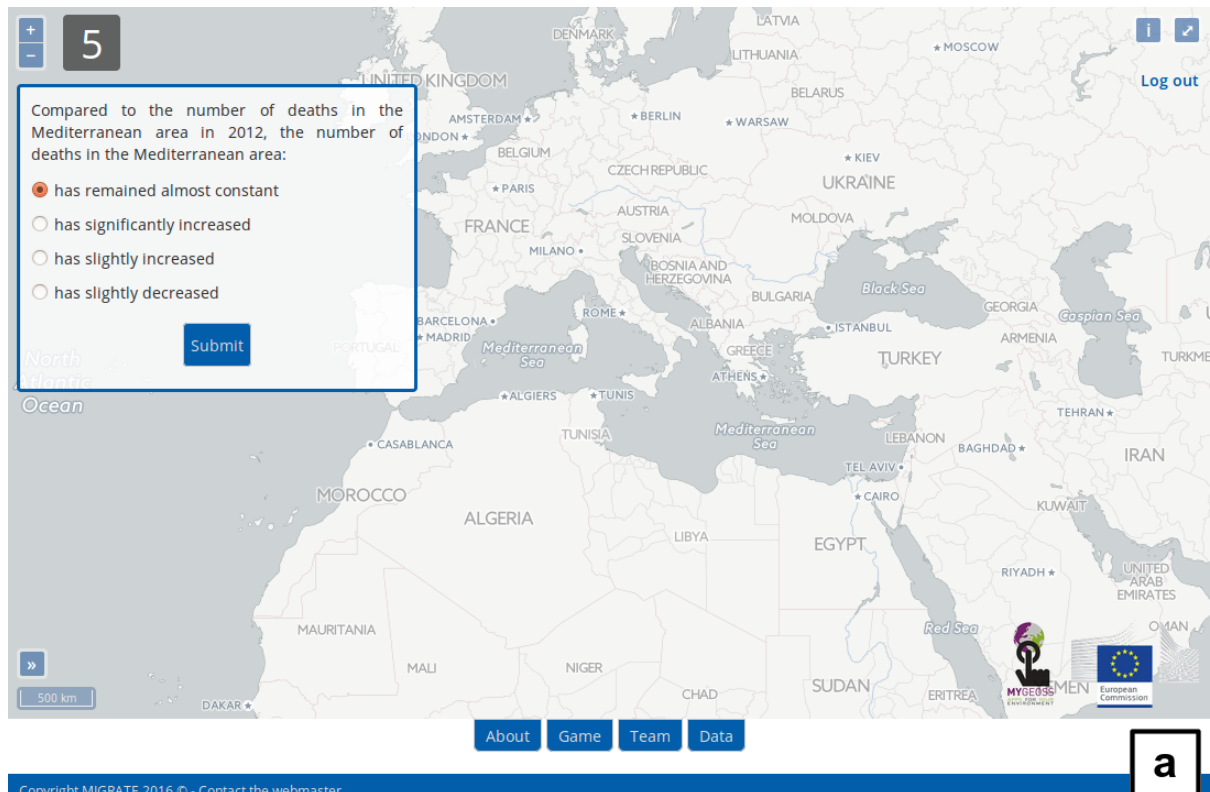 +
-
5
i
Log out
Compared to the number of deaths in the
Mediterranean area in 2012, the number of
deaths in the Mediterranean area:
has remained almost constant
has significantly increased
has slightly increased
has slightly decreased
Submit
DENMARK
LATVIA
LITHUANIA
MOSCOW
UNITED KINGDOM
BELARUS
AMSTERDAM
BERLIN
WARSAW
BELGIUM
KIEV
CZECH REPUBLIC
UKRAINE
PARIS
AUSTRIA
MOLDOVA
FRANCE
SLOVENIA
MILANO
BOSNIA AND
HERZEGOVINA
BULGARIA
Black Sea
GEORGIA
Caspian Sea
ROME
BARCELONA
ALBANIA
ISTANBUL
ARMENIA
PORTUGAL
MADRID
Mediterranean
Sea
GREECE
TURKEY
TURKME
North
Atlantic
Ocean
ATHENS
ALGIERS
TUNIS
TEHRAN
CASABLANCA
TUNISIA
Mediterranean
Sea
LEBANON
BAGHDAD
IRAN
TEL AVIV
MOROCCO
CAIRO
KUWAIT
ALGERIA
LIBYA
EGYPT
RIYADH
UNITED
ARAB
EMIRATES
MAURITANIA
Red Sea
OMAN
»
MALI
NIGER
500 km
CHAD
SUDAN
ERITREA
YEMEN
MYGEOSS
APPS FOR YOUR
ENVIRONMENT
European
Commission
DAKAR
About
Game
Team
Data
a
Copyright MIGRATE 2016 © - Contact the webmaster